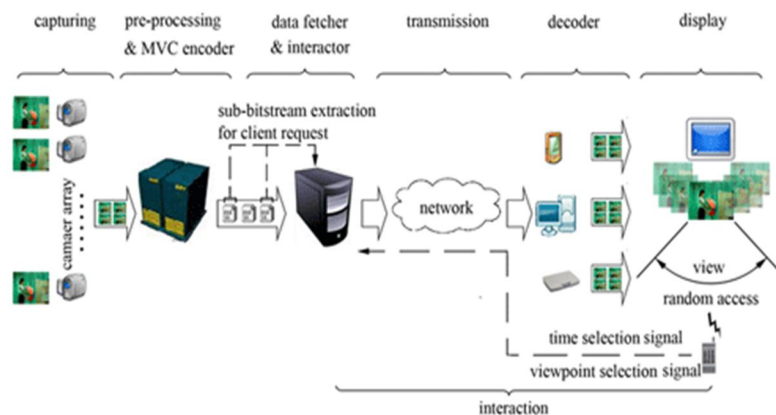 capturing
pre-processing
& MVC encoder
data fetcher
& interactor
transmission
decoder
display
sub-bitstream extraction
for client request
camaer array
network
view
random access
time selection signal
viewpoint selection signal
interaction